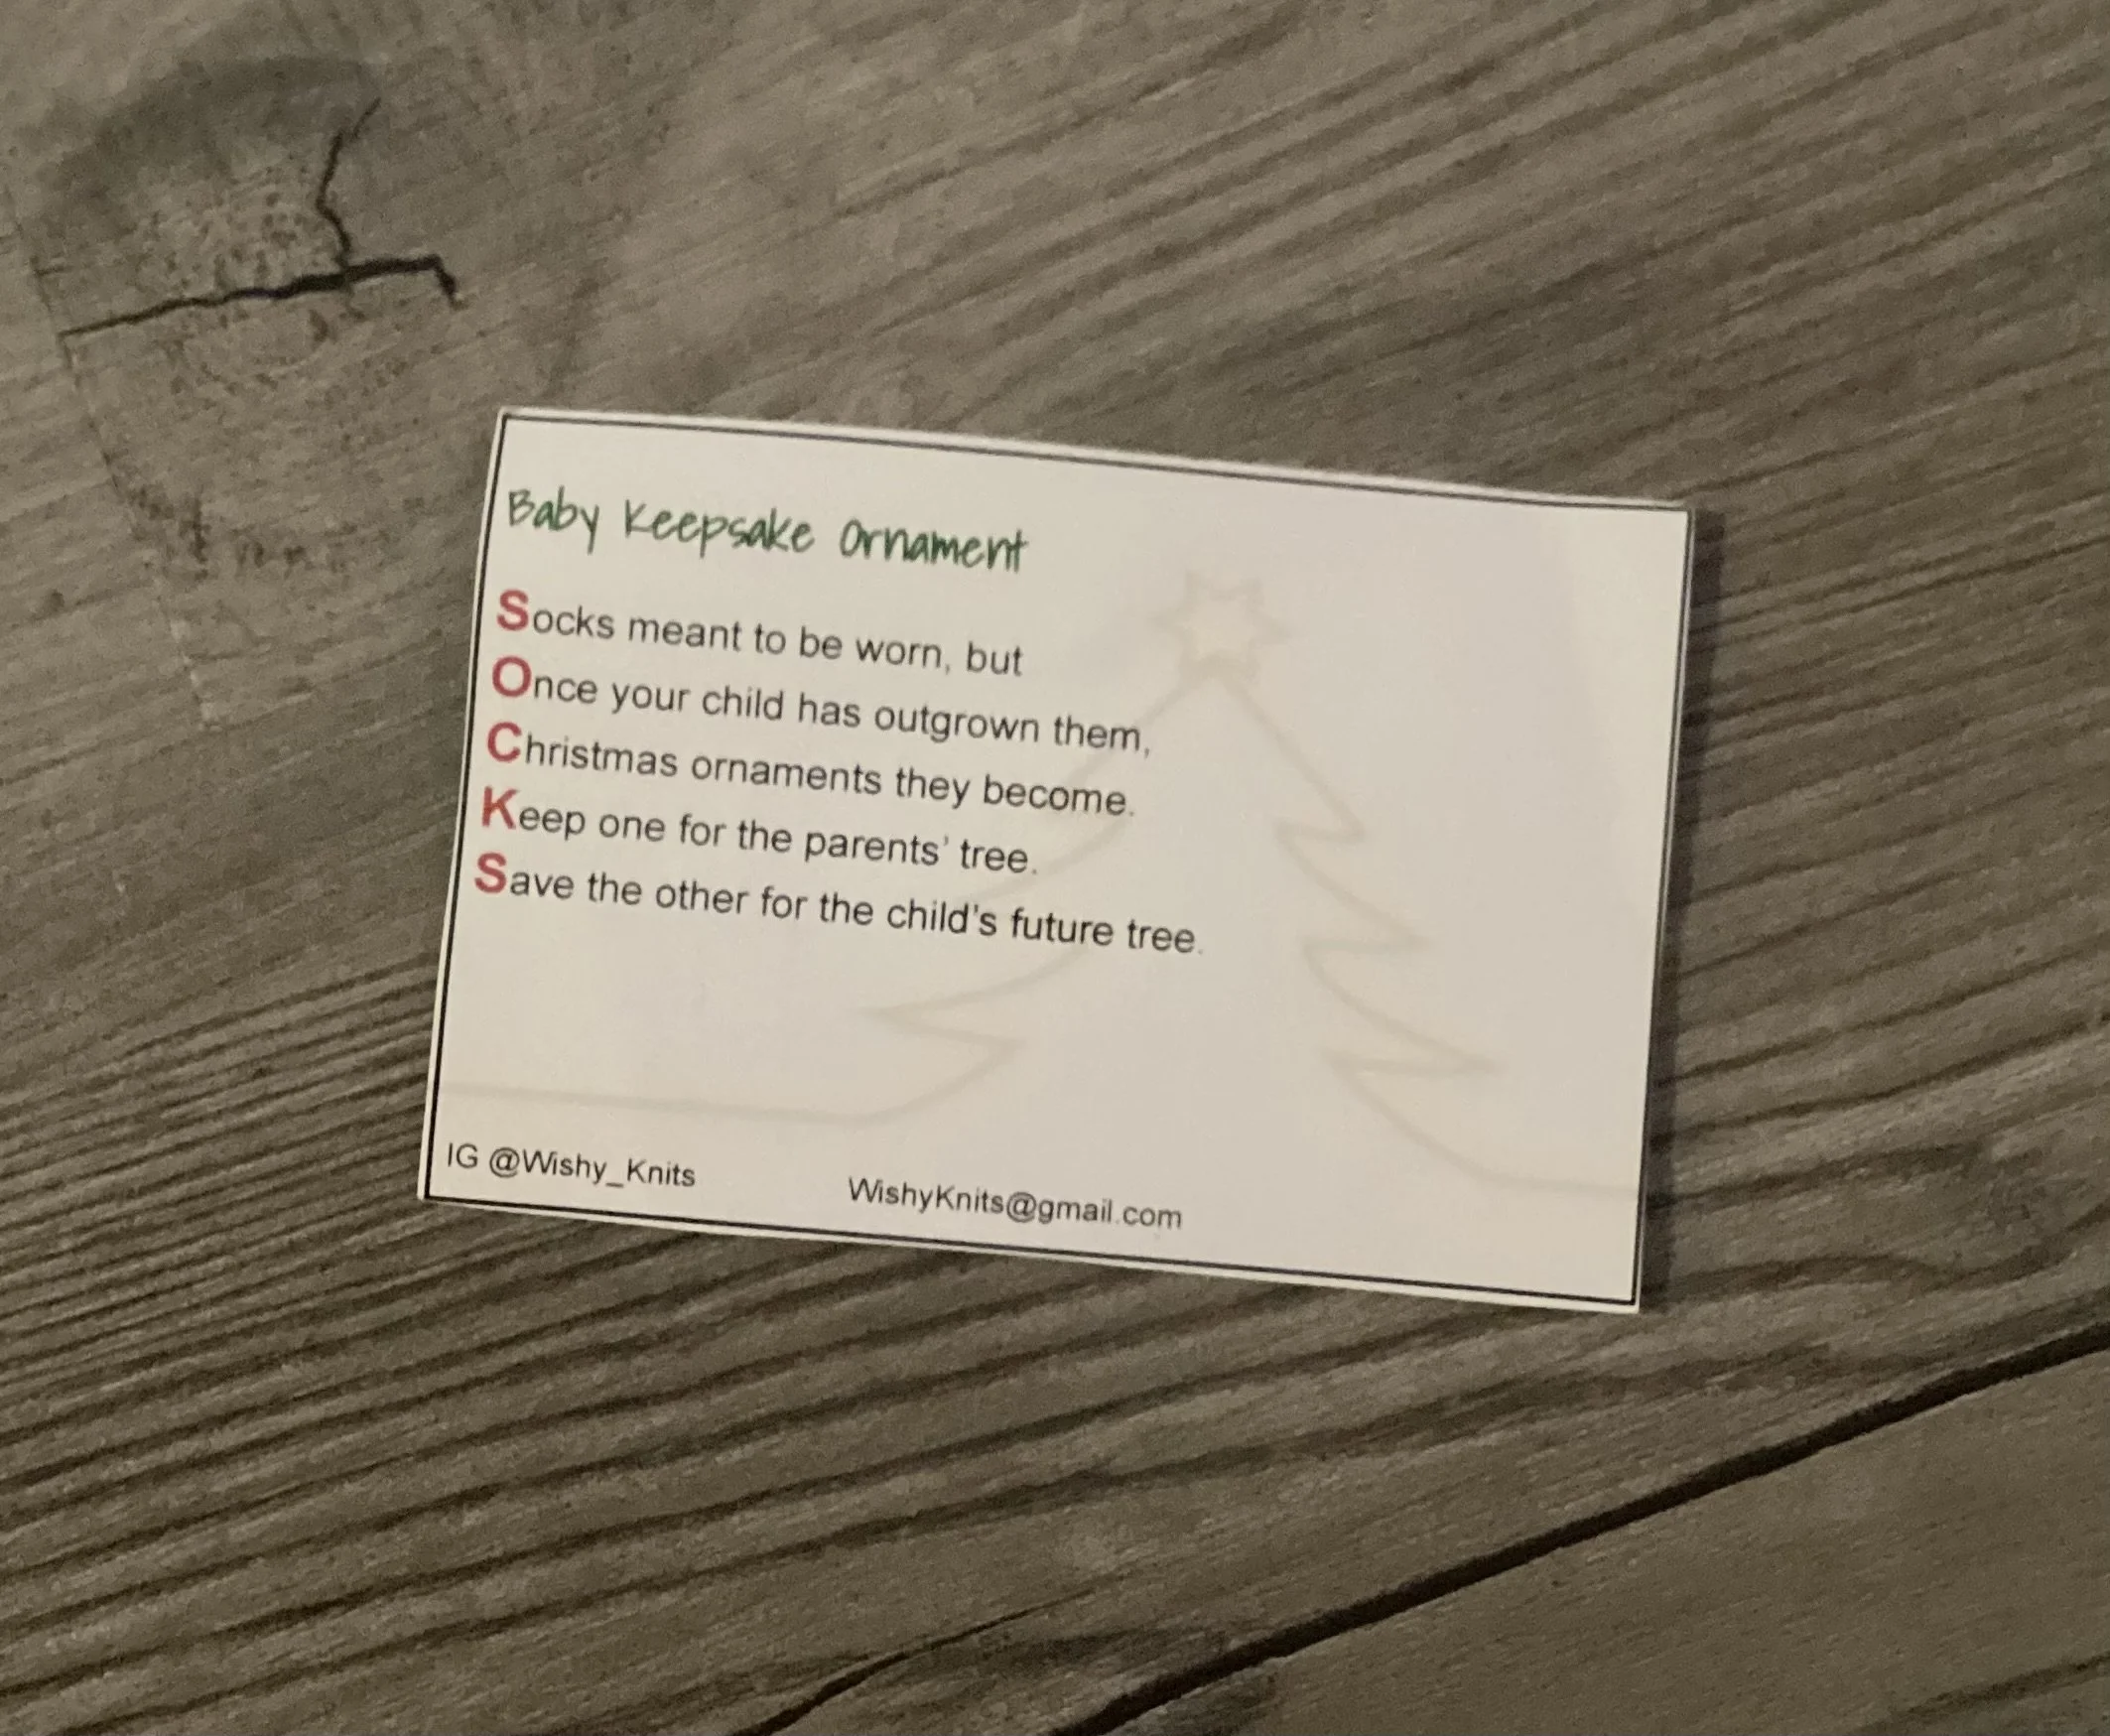 Baby Keepsake Ornament
Socks meant to be worn, but
Once your child has outgrown them,
Christmas ornaments they become.
Keep one for the parents' tree.
Save the other for the child's future tree.
IG @Wishy_Knits WishyKnits@gmail.com